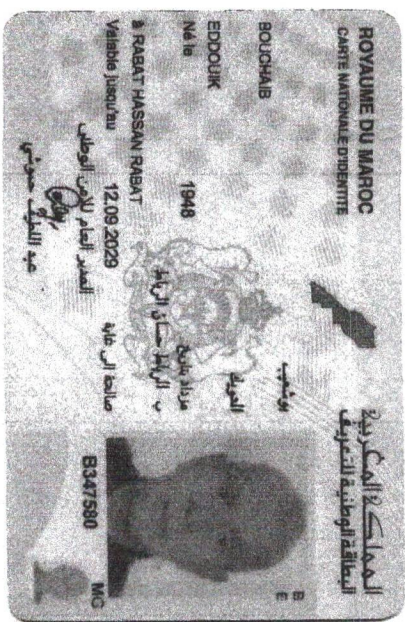 ROYAUME DU MAROC
CARTE NATIONALE D'IDENTITE
المملكة المغربية
البطاقة الوطنية للتعريف
بوشعيب
BOUCHAIB
الدويك
EDDOUIK
Né le 1948 مزداد بتاريخ
ب الرباط حسان الرباط
à RABAT HASSAN RABAT
Valable jusqu'au 12.09.2029 صالحة إلى غاية
المدير العام للأمن الوطني
عبد اللطيف حموشي
B E
B347580
MC